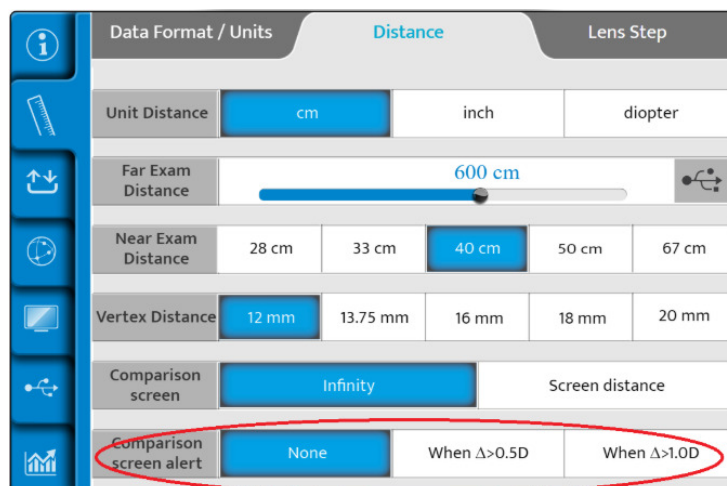 Data Format / Units Distance Lens Step
Unit Distance cm inch diopter
Far Exam
Distance
600 cm
Near Exam
Distance
28 cm 33 cm 40 cm 50 cm 67 cm
Vertex Distance 12 mm 13.75 mm 16 mm 18 mm 20 mm
Comparison
screen
Infinity Screen distance
Comparison
screen alert
None When Δ>0.5D When Δ>1.0D